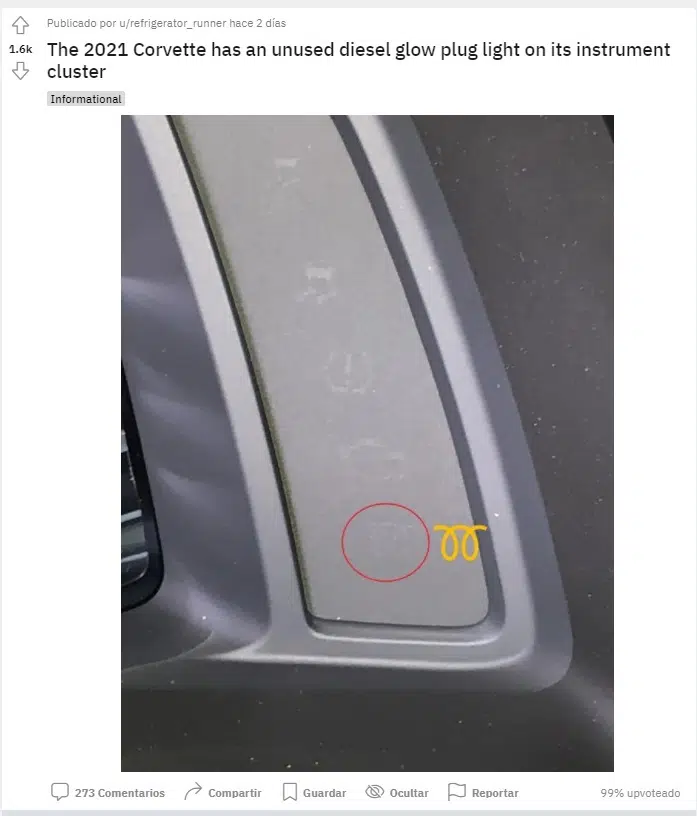 Publicado por u/refrigerator_runner hace 2 días
1.6k
The 2021 Corvette has an unused diesel glow plug light on its instrument
cluster
Informational
273 Comentarios Compartir Guardar Ocultar Reportar 99% upvoteado